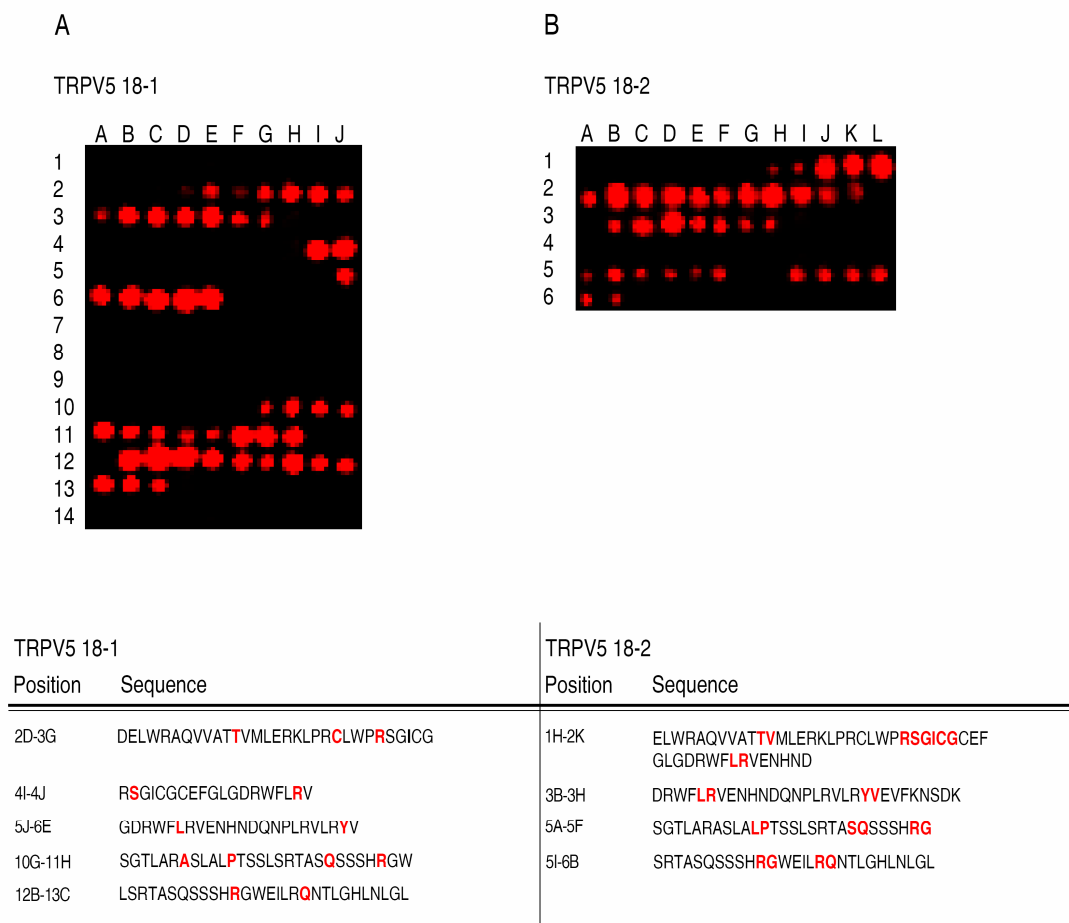 A
B
TRPV5 18-1
TRPV5 18-2
A B C D E F G H I J
A B C D E F G H I J K L
1
2
3
4
5
6
7
8
9
10
11
12
13
14
1
2
3
4
5
6
TRPV5 18-1
Position Sequence
2D-3G DELWRAQVVATTVMLERKLPRCLWPRSGICG
4I-4J RSGICGCEFGLGDRWFLRV
5J-6E GDRWFLRVENHNDQNPLRVLRYV
10G-11H SGTLARASLALPTSSLSRTASQSSSHRGW
12B-13C LSRTASQSSSHRGWEILRQNTLGHLNLGL
TRPV5 18-2
Position Sequence
1H-2K ELWRAQVVATTVMLERKLPRCLWPRSGICGCEF
GLGDRWFLRVENHND
3B-3H DRWFLRVENHNDQNPLRVLRYVEVFKNSDK
5A-5F SGTLARASLALPTSSLSRTASQSSSHRG
5I-6B SRTASQSSSHRGWEILRQNTLGHLNLGL